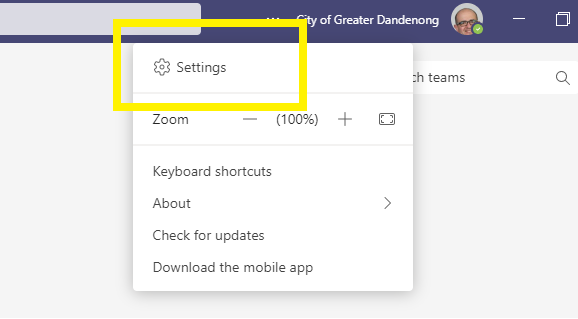 City of Greater Dandenong
Settings
ch teams
Zoom
(100%)
Keyboard shortcuts
About
Check for updates
Download the mobile app